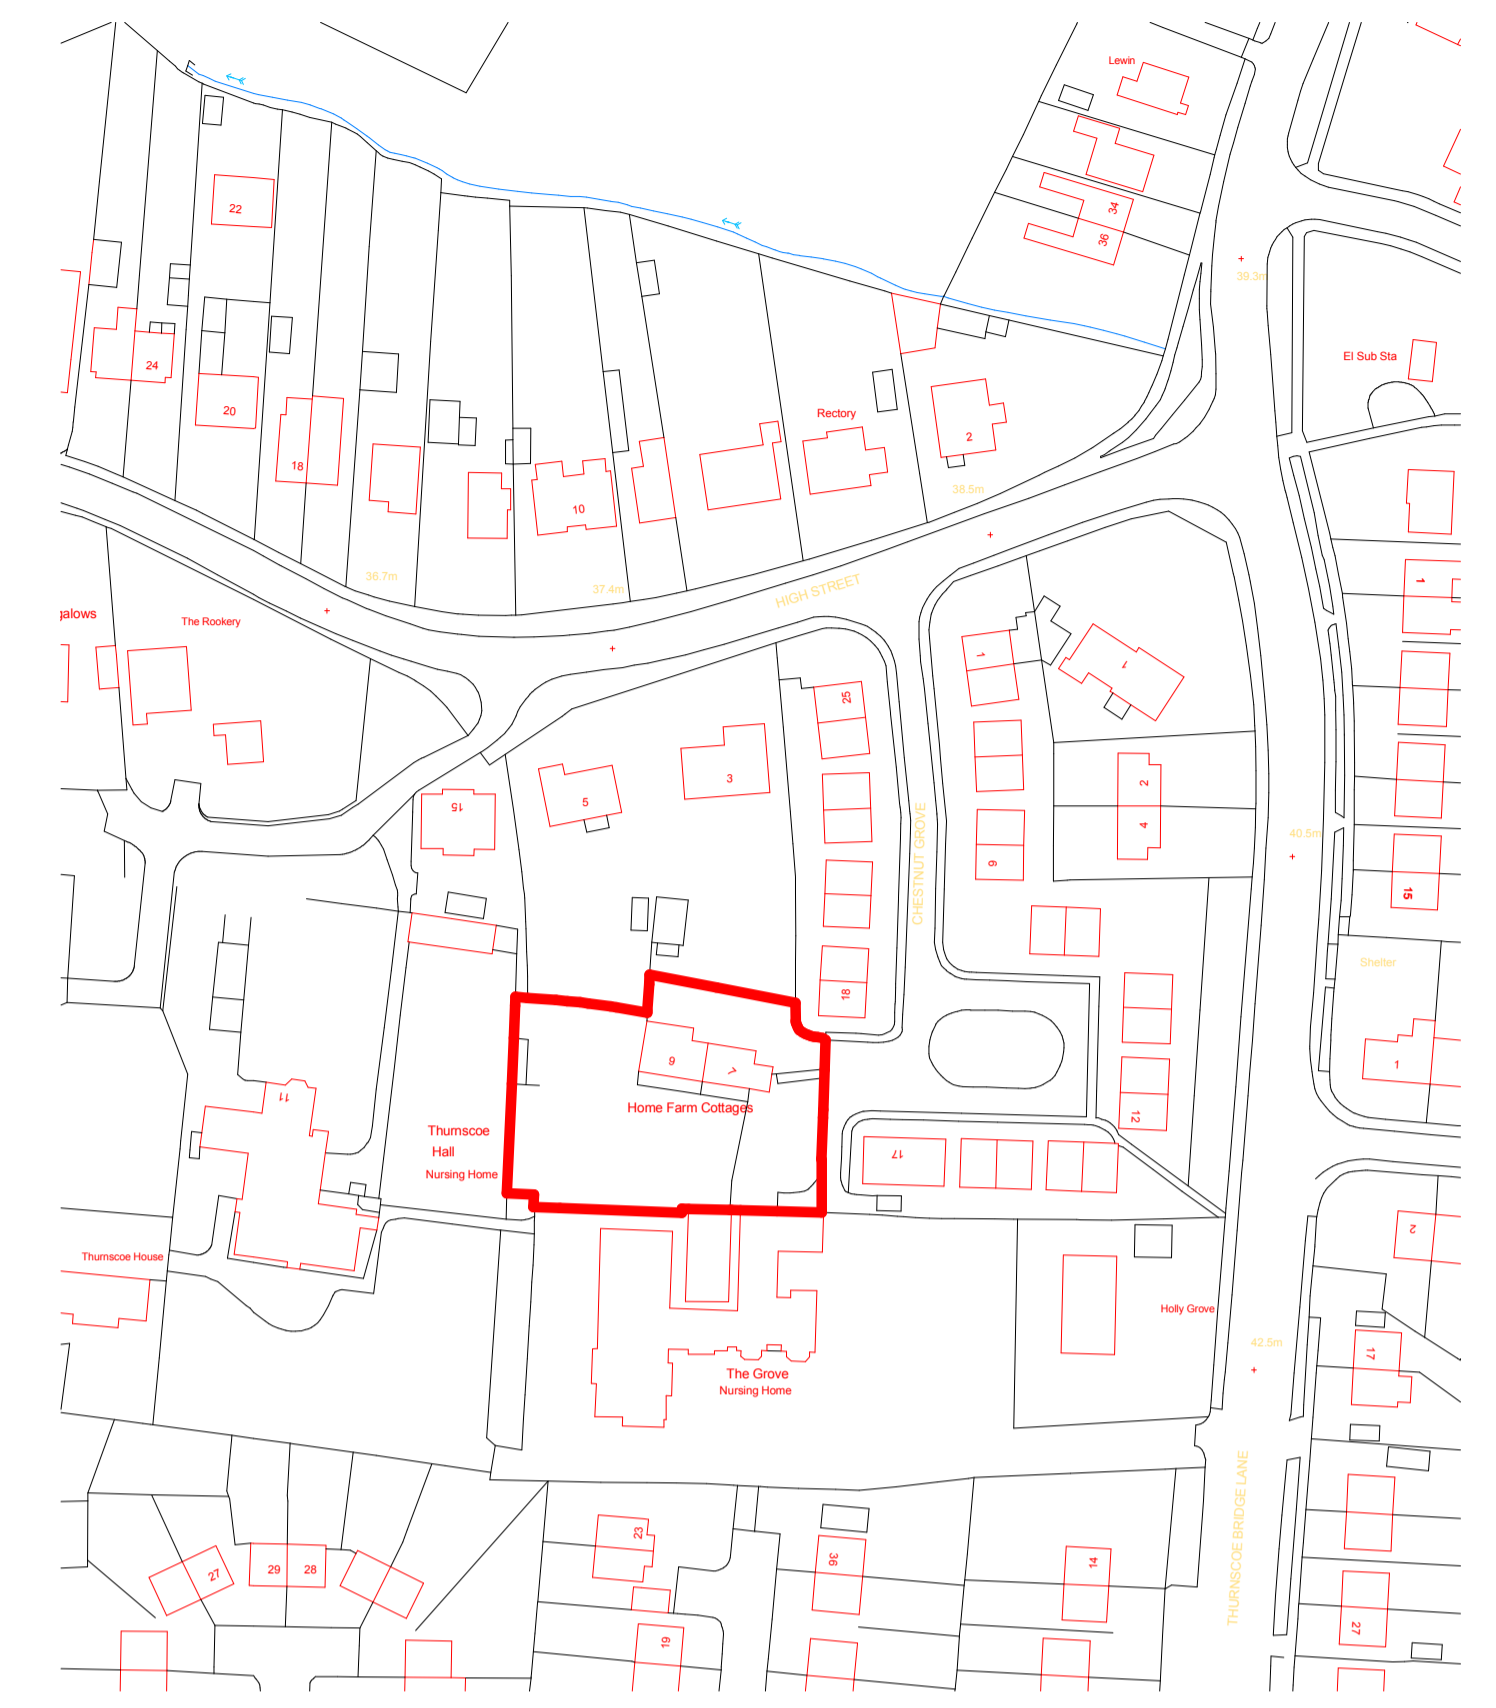 Lewin
22
34
36
39.3m
El Sub Sta
24
20
Rectory
2
18
38.5m
10
36.7m
37.4m
HIGH STREET
1
galows
The Rookery
1
1
25
3
5
2
15
4
40.5m
CHESTNUT GROVE
6
15
Shelter
18
9
7
1
11
Home Farm Cottages
12
Thurnscoe
Hall
Nursing Home
17
2
Thurnscoe House
Holly Grove
42.5m
17
The Grove
Nursing Home
THURNSCOE BRIDGE LANE
23
36
14
27
29
28
27
19